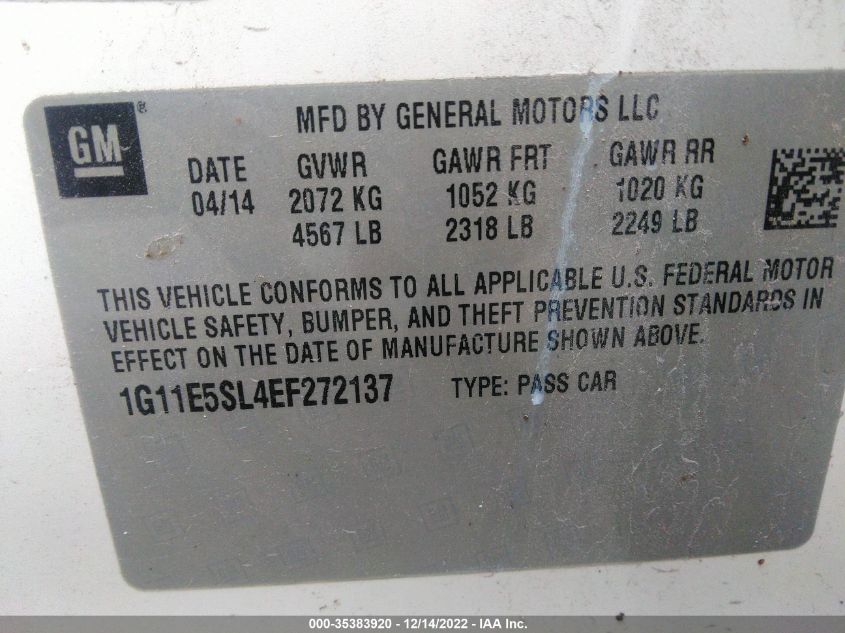 GM®
MFD BY GENERAL MOTORS LLC
DATE GVWR GAWR FRT GAWR RR
04/14 2072 KG 1052 KG 1020 KG
4567 LB 2318 LB 2249 LB
THIS VEHICLE CONFORMS TO ALL APPLICABLE U.S. FEDERAL MOTOR
VEHICLE SAFETY, BUMPER, AND THEFT PREVENTION STANDARDS IN
EFFECT ON THE DATE OF MANUFACTURE SHOWN ABOVE.
1G11E5SL4EF272137 TYPE: PASS CAR
000-35383920 / 12/14/2022 - IAA Inc.